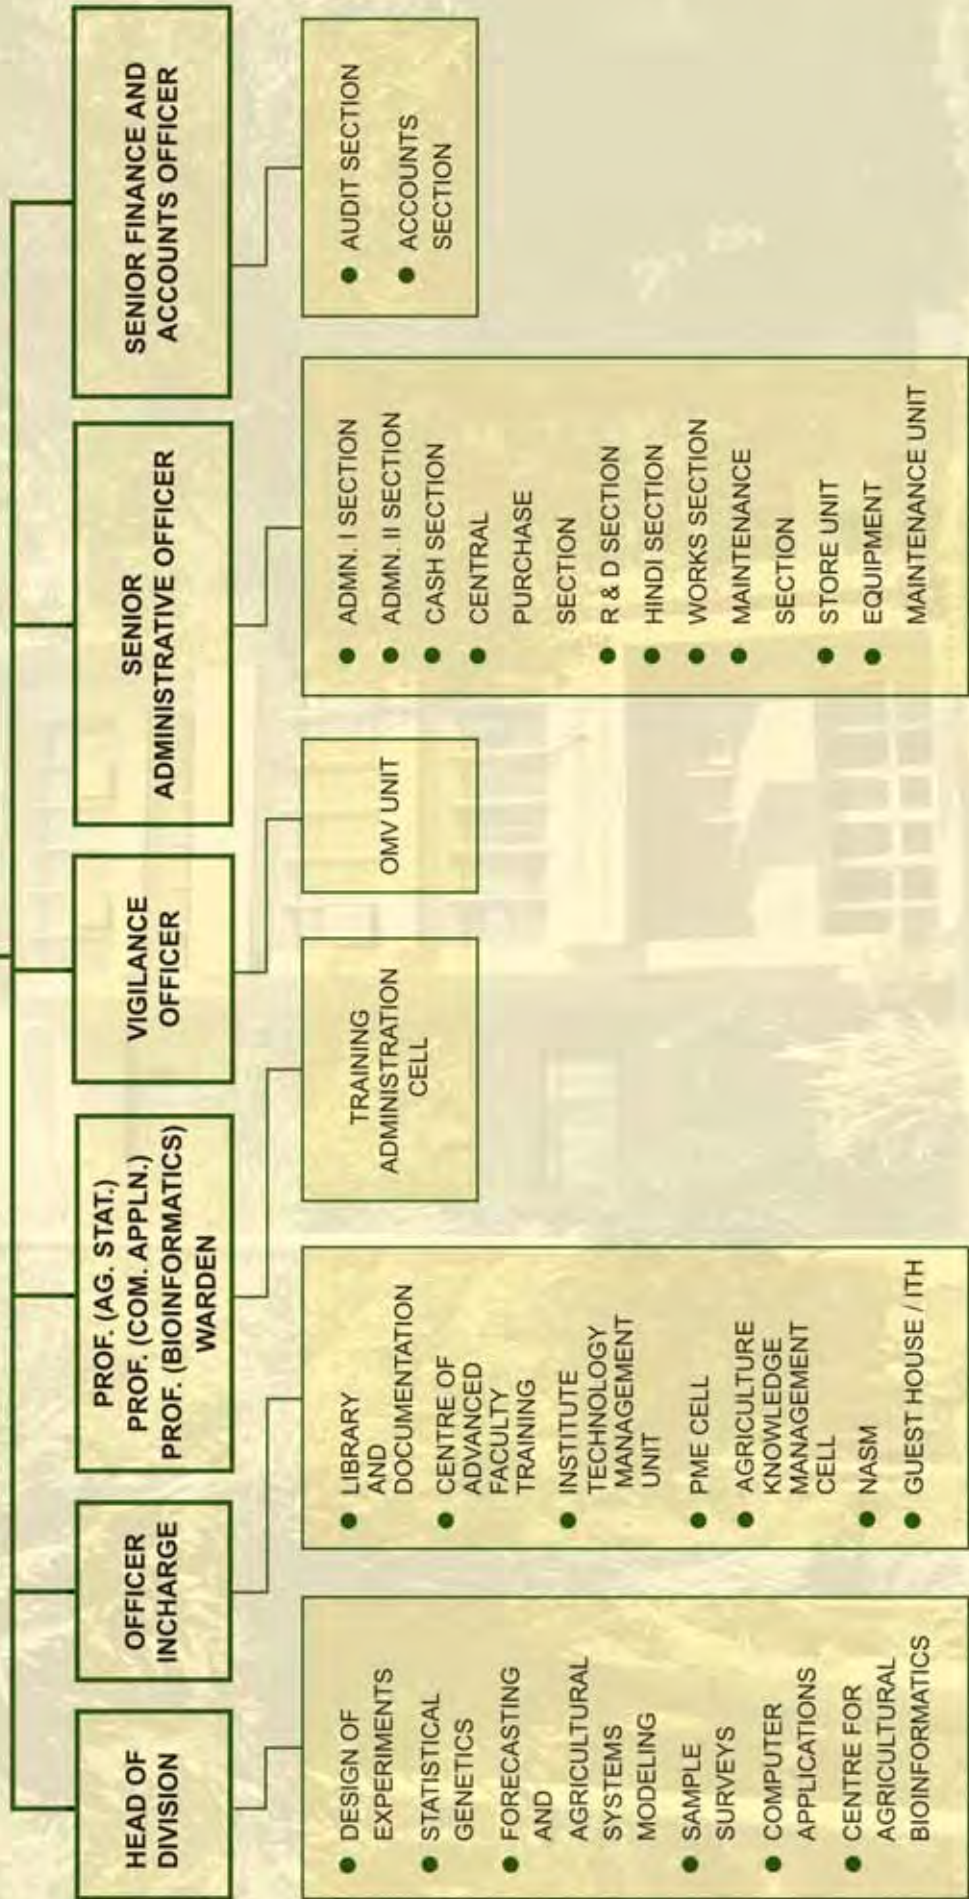 HEAD OF
DIVISION
OFFICER
INCHARGE
PROF. (AG. STAT.)
PROF. (COM. APPLN.)
PROF. (BIOINFORMATICS)
WARDEN
VIGILANCE
OFFICER
SENIOR
ADMINISTRATIVE OFFICER
SENIOR FINANCE AND
ACCOUNTS OFFICER
● DESIGN OF
EXPERIMENTS
● STATISTICAL
GENETICS
● FORECASTING
AND
AGRICULTURAL
SYSTEMS
MODELING
● SAMPLE
SURVEYS
● COMPUTER
APPLICATIONS
● CENTRE FOR
AGRICULTURAL
BIOINFORMATICS
● LIBRARY
AND
DOCUMENTATION
● CENTRE OF
ADVANCED
FACULTY
TRAINING
● INSTITUTE
TECHNOLOGY
MANAGEMENT
UNIT
● PME CELL
● AGRICULTURE
KNOWLEDGE
MANAGEMENT
CELL
● NASM
● GUEST HOUSE / ITH
TRAINING
ADMINISTRATION
CELL
OMV UNIT
● ADMN. I SECTION
● ADMN. II SECTION
● CASH SECTION
● CENTRAL
PURCHASE
SECTION
● R & D SECTION
● HINDI SECTION
● WORKS SECTION
● MAINTENANCE
SECTION
● STORE UNIT
● EQUIPMENT
MAINTENANCE UNIT
● AUDIT SECTION
● ACCOUNTS
SECTION